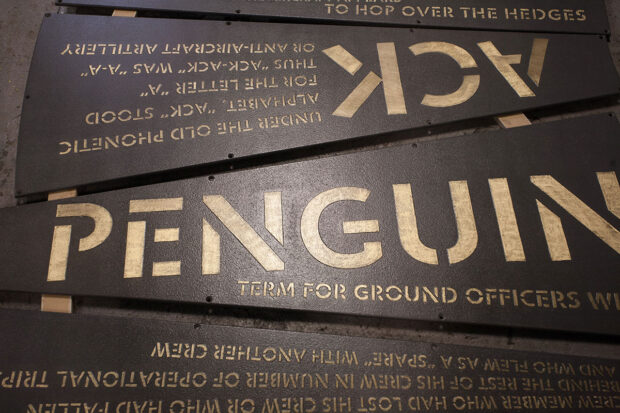 TO HOP OVER THE HEDGES
ACK
UNDER THE OLD PHONETIC
ALPHABET, "ACK" STOOD
FOR THE LETTER "A"
THUS "ACK-ACK" WAS "A-A"
OR ANTI-AIRCRAFT ARTILLERY
PENGUIN
TERM FOR GROUND OFFICERS WI
CREW MEMBER WHO HAD LOST HIS CREW OR WHO HAD FALLEN
BEHIND THE REST OF HIS CREW IN NUMBER OF OPERATIONAL TRIPS
AND WHO FLEW AS A "SPARE" WITH ANOTHER CREW